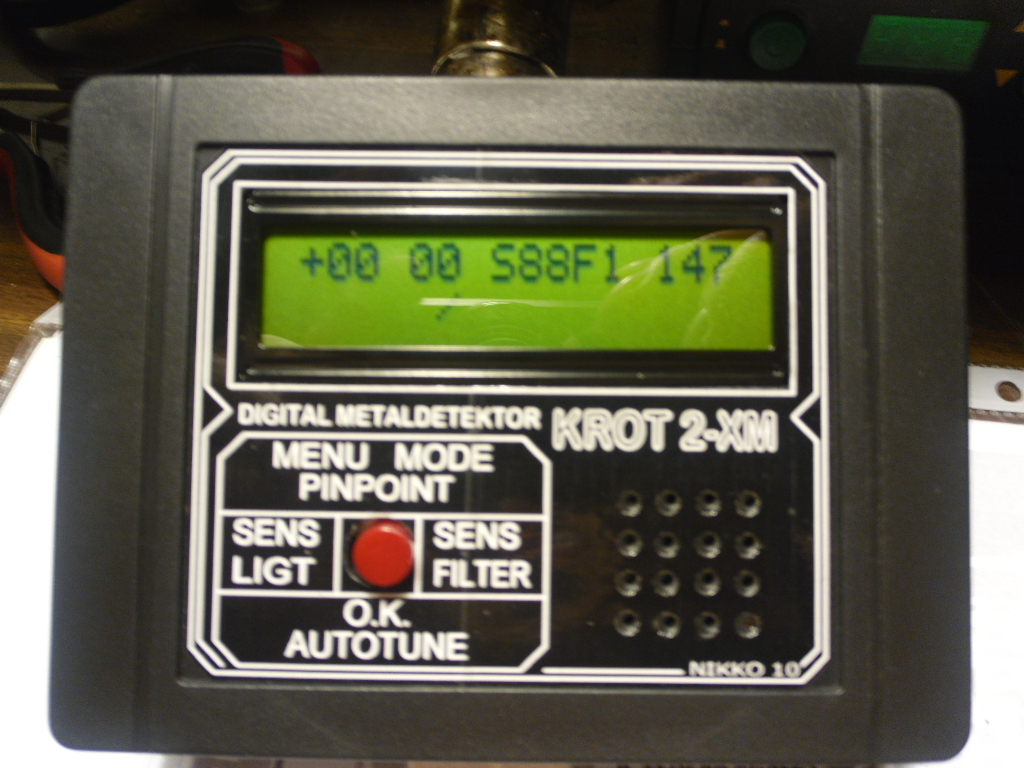 +00 00 S88F1 147
DIGITAL METALDETEKTOR KROT 2-XM
MENU MODE
PINPOINT
SENS
LIGT
SENS
FILTER
O.K.
AUTOTUNE
NIKKO 10